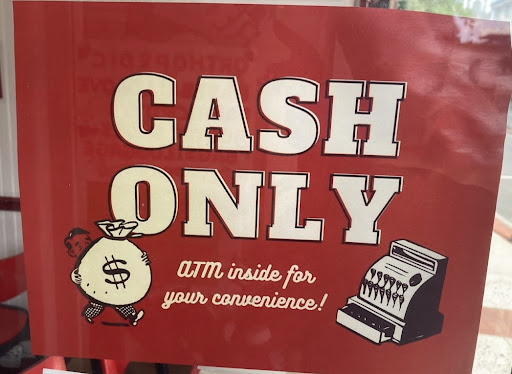 CASH
ONLY
ATM inside for
your convenience!
$